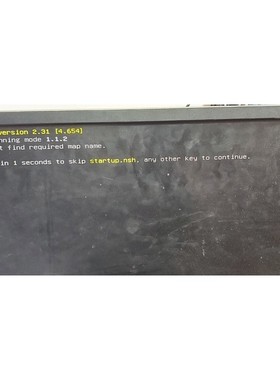 version 2.31 [4.654]
nning mode 1.1.2
t find required map name.
in 1 seconds to skip startup.nsh, any other key to continue.